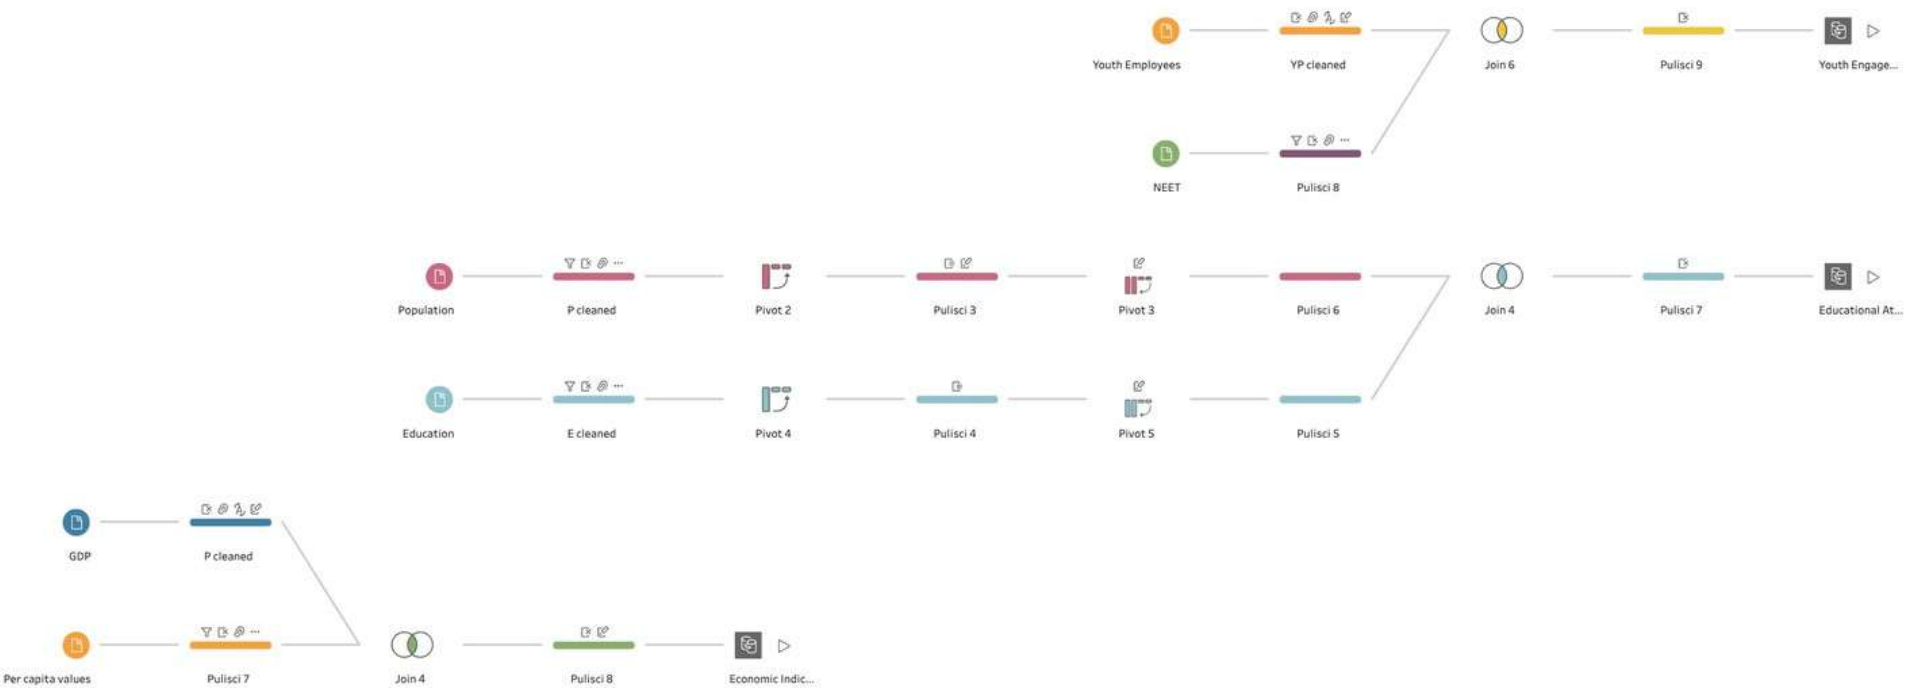 Youth Employees
YP cleaned
Join 6
Pulisci 9
Youth Engage...
NEET
Pulisci 8
Population
P cleaned
Pivot 2
Pulisci 3
Pivot 3
Pulisci 6
Join 4
Pulisci 7
Educational At...
Education
E cleaned
Pivot 4
Pulisci 4
Pivot 5
Pulisci 5
GDP
P cleaned
Per capita values
Pulisci 7
Join 4
Pulisci 8
Economic Indic...